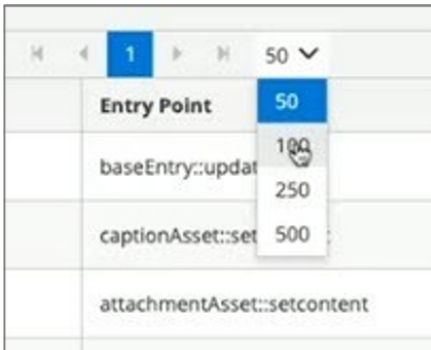 1 50
Entry Point 50
100
baseEntry::updat
250
captionAsset::set
500
attachmentAsset::setcontent